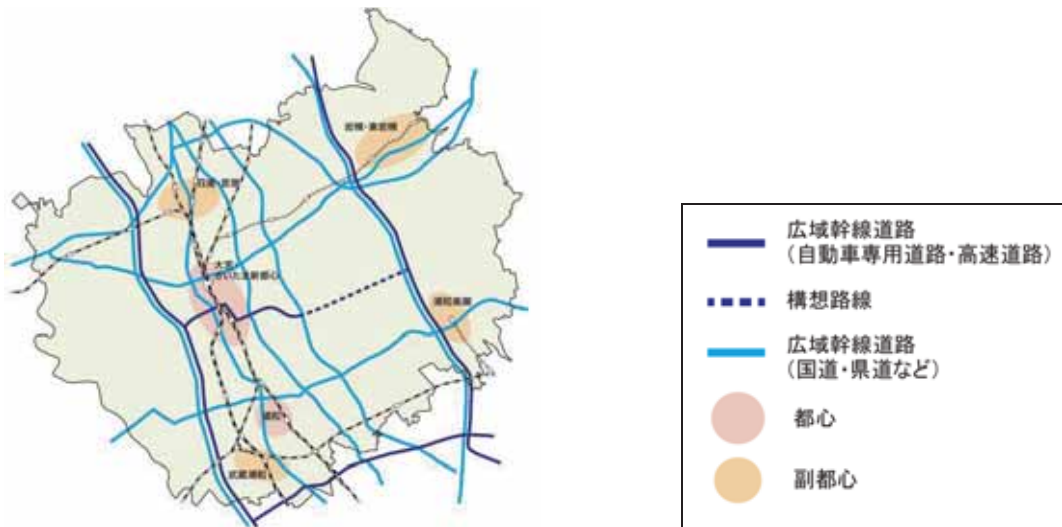 岩槻・東岩槻
日進・宮原
大宮
さいたま新都心
浦和美園
浦和
武蔵浦和
広域幹線道路
(自動車専用道路・高速道路)
構想路線
広域幹線道路
(国道・県道など)
都心
副都心